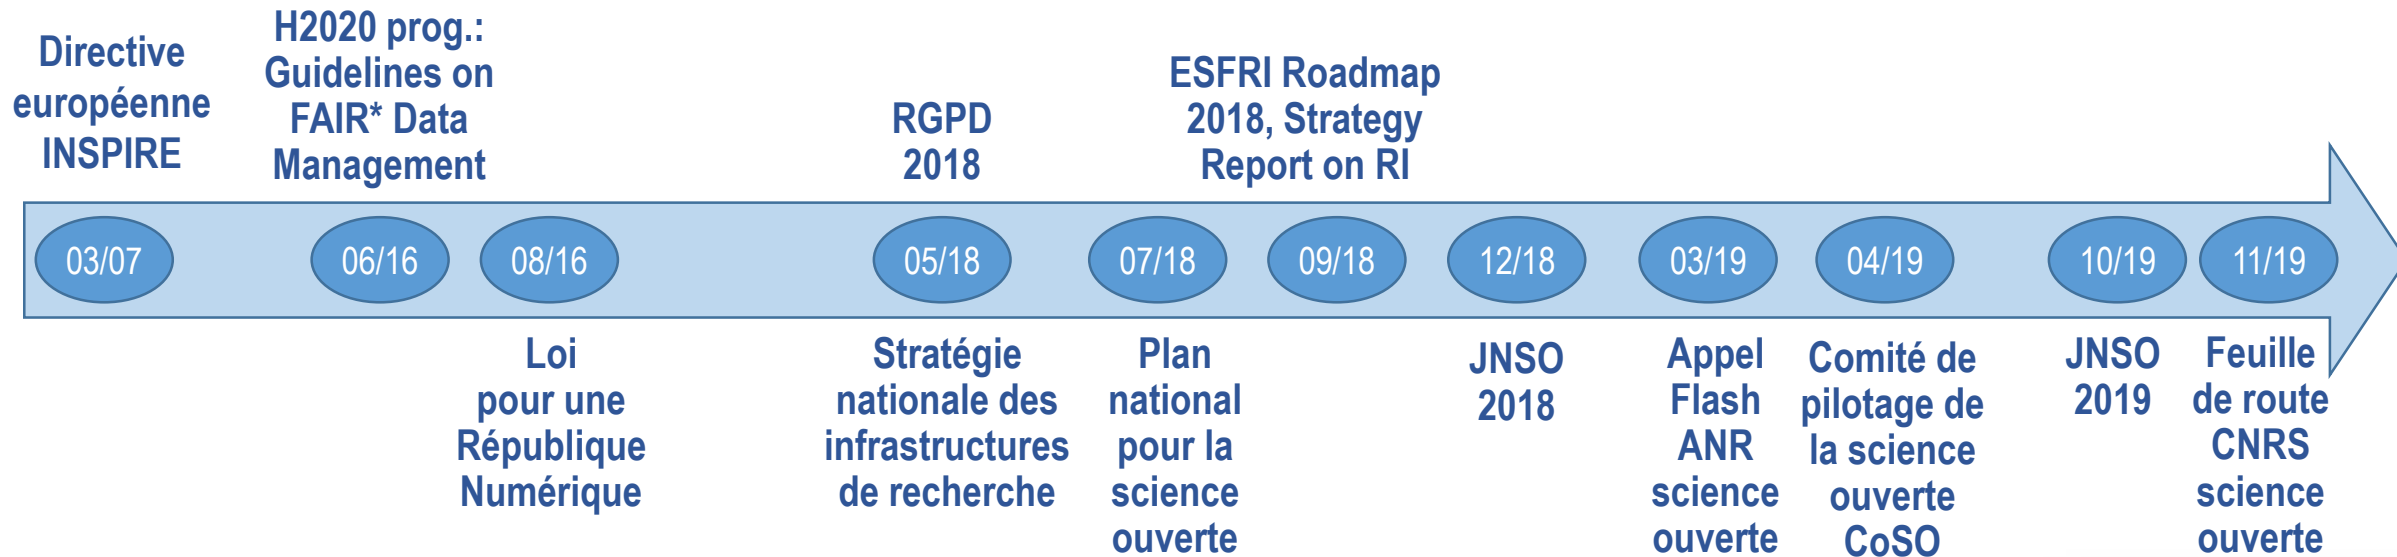 Directive
européenne
INSPIRE
H2020 prog.:
Guidelines on
FAIR* Data
Management
RGPD
2018
ESFRI Roadmap
2018, Strategy
Report on RI
03/07
06/16
08/16
05/18
07/18
09/18
12/18
03/19
04/19
10/19
11/19
Loi
pour une
République
Numérique
Stratégie
nationale des
infrastructures
de recherche
Plan
national
pour la
science
ouverte
JNSO
2018
Appel
Flash
ANR
science
ouverte
Comité de
pilotage de
la science
ouverte
CoSO
JNSO
2019
Feuille
de route
CNRS
science
ouverte